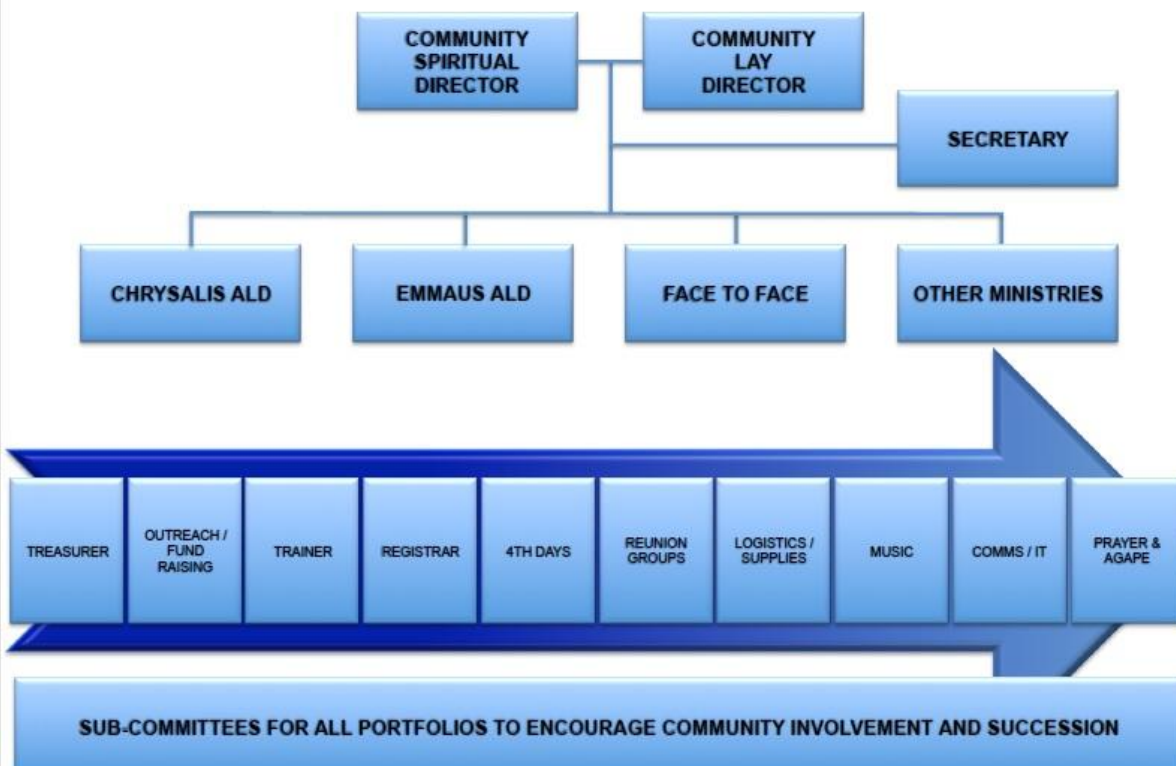 COMMUNITY
SPIRITUAL
DIRECTOR
COMMUNITY
LAY
DIRECTOR
SECRETARY
CHRYSALIS ALD
EMMAUS ALD
FACE TO FACE
OTHER MINISTRIES
TREASURER
OUTREACH /
FUND
RAISING
TRAINER
REGISTRAR
4TH DAYS
REUNION
GROUPS
LOGISTICS /
SUPPLIES
MUSIC
COMMS / IT
PRAYER &
AGAPE
SUB-COMMITTEES FOR ALL PORTFOLIOS TO ENCOURAGE COMMUNITY INVOLVEMENT AND SUCCESSION